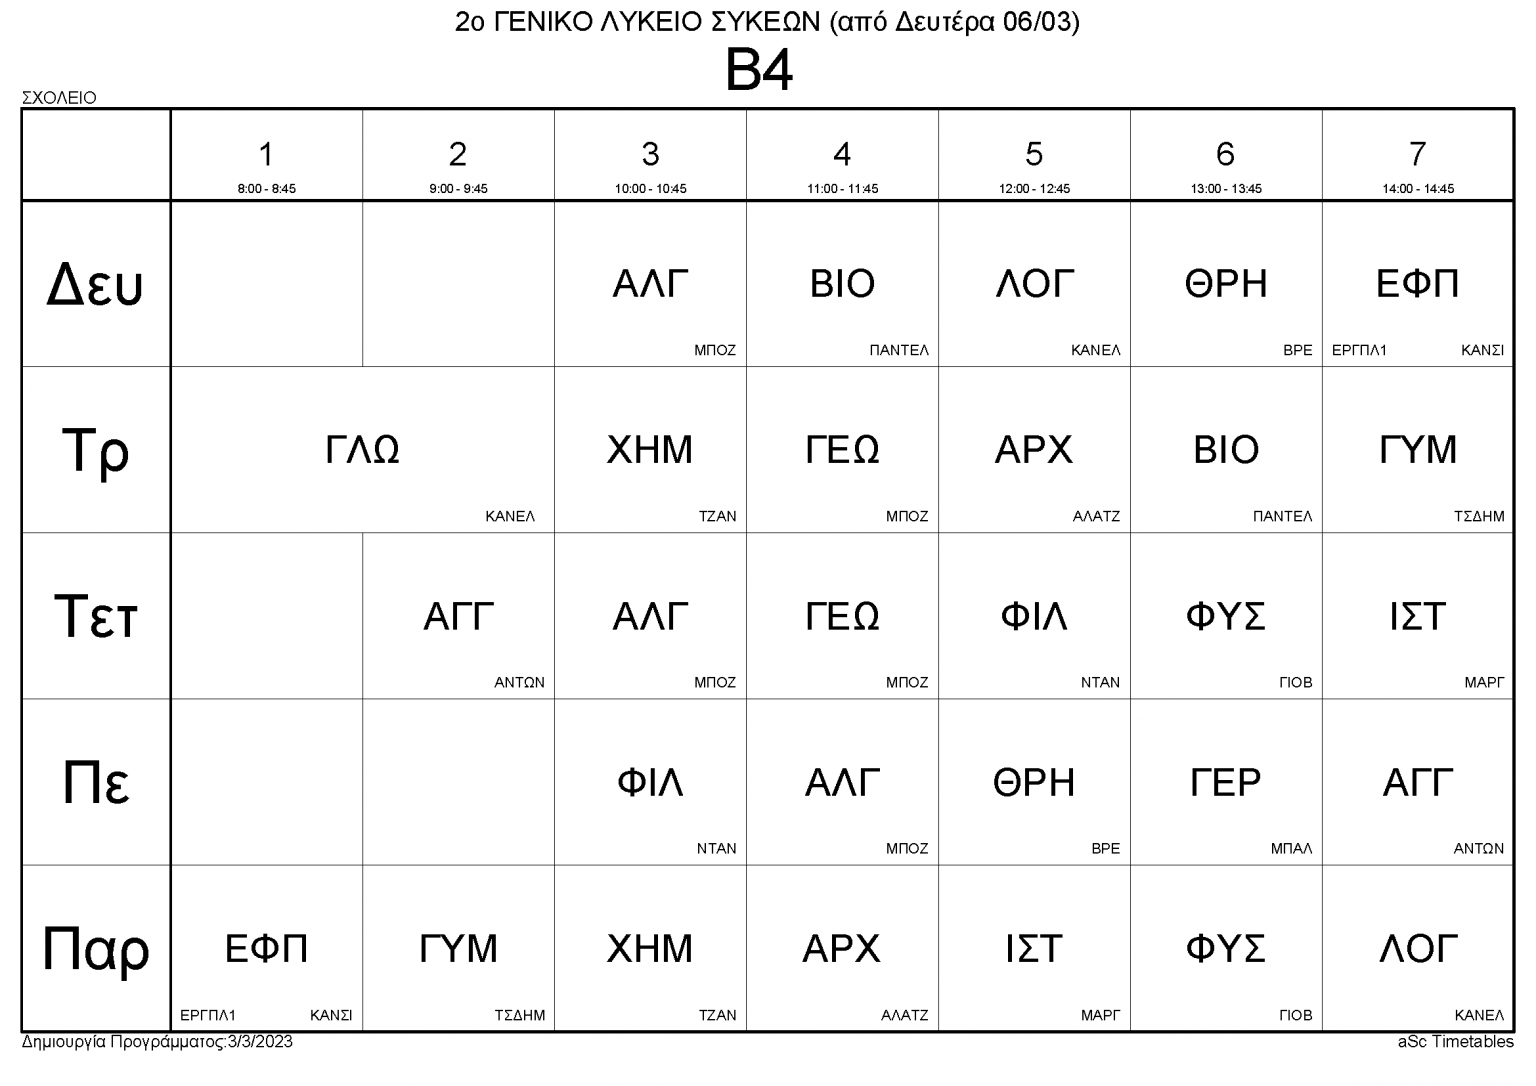 2ο ΓΕΝΙΚΟ ΛΥΚΕΙΟ ΣΥΚΕΩΝ (από Δευτέρα 06/03)
Β4
ΣΧΟΛΕΙΟ
1 2 3 4 5 6 7
8:00 - 8:45 9:00 - 9:45 10:00 - 10:45 11:00 - 11:45 12:00 - 12:45 13:00 - 13:45 14:00 - 14:45
Δευ ΑΛΓ ΒΙΟ ΛΟΓ ΘΡΗ ΕΦΠ
ΜΠΟΖ ΠΑΝΤΕΛ ΚΑΝΕΛ ΒΡΕ ΕΡΓΠΛ1 ΚΑΝΣΙ
Τρ ΓΛΩ ΧΗΜ ΓΕΩ ΑΡΧ ΒΙΟ ΓΥΜ
ΚΑΝΕΛ ΤΖΑΝ ΜΠΟΖ ΑΛΑΤΖ ΠΑΝΤΕΛ ΤΣΔΗΜ
Τετ ΑΓΓ ΑΛΓ ΓΕΩ ΦΙΛ ΦΥΣ ΙΣΤ
ΑΝΤΩΝ ΜΠΟΖ ΜΠΟΖ ΝΤΑΝ ΓΙΟΒ ΜΑΡΓ
Πε ΦΙΛ ΑΛΓ ΘΡΗ ΓΕΡ ΑΓΓ
ΝΤΑΝ ΜΠΟΖ ΒΡΕ ΜΠΑΛ ΑΝΤΩΝ
Παρ ΕΦΠ ΓΥΜ ΧΗΜ ΑΡΧ ΙΣΤ ΦΥΣ ΛΟΓ
ΕΡΓΠΛ1 ΚΑΝΣΙ ΤΣΔΗΜ ΤΖΑΝ ΑΛΑΤΖ ΜΑΡΓ ΓΙΟΒ ΚΑΝΕΛ
Δημιουργία Προγράμματος:3/3/2023 aSc Timetables